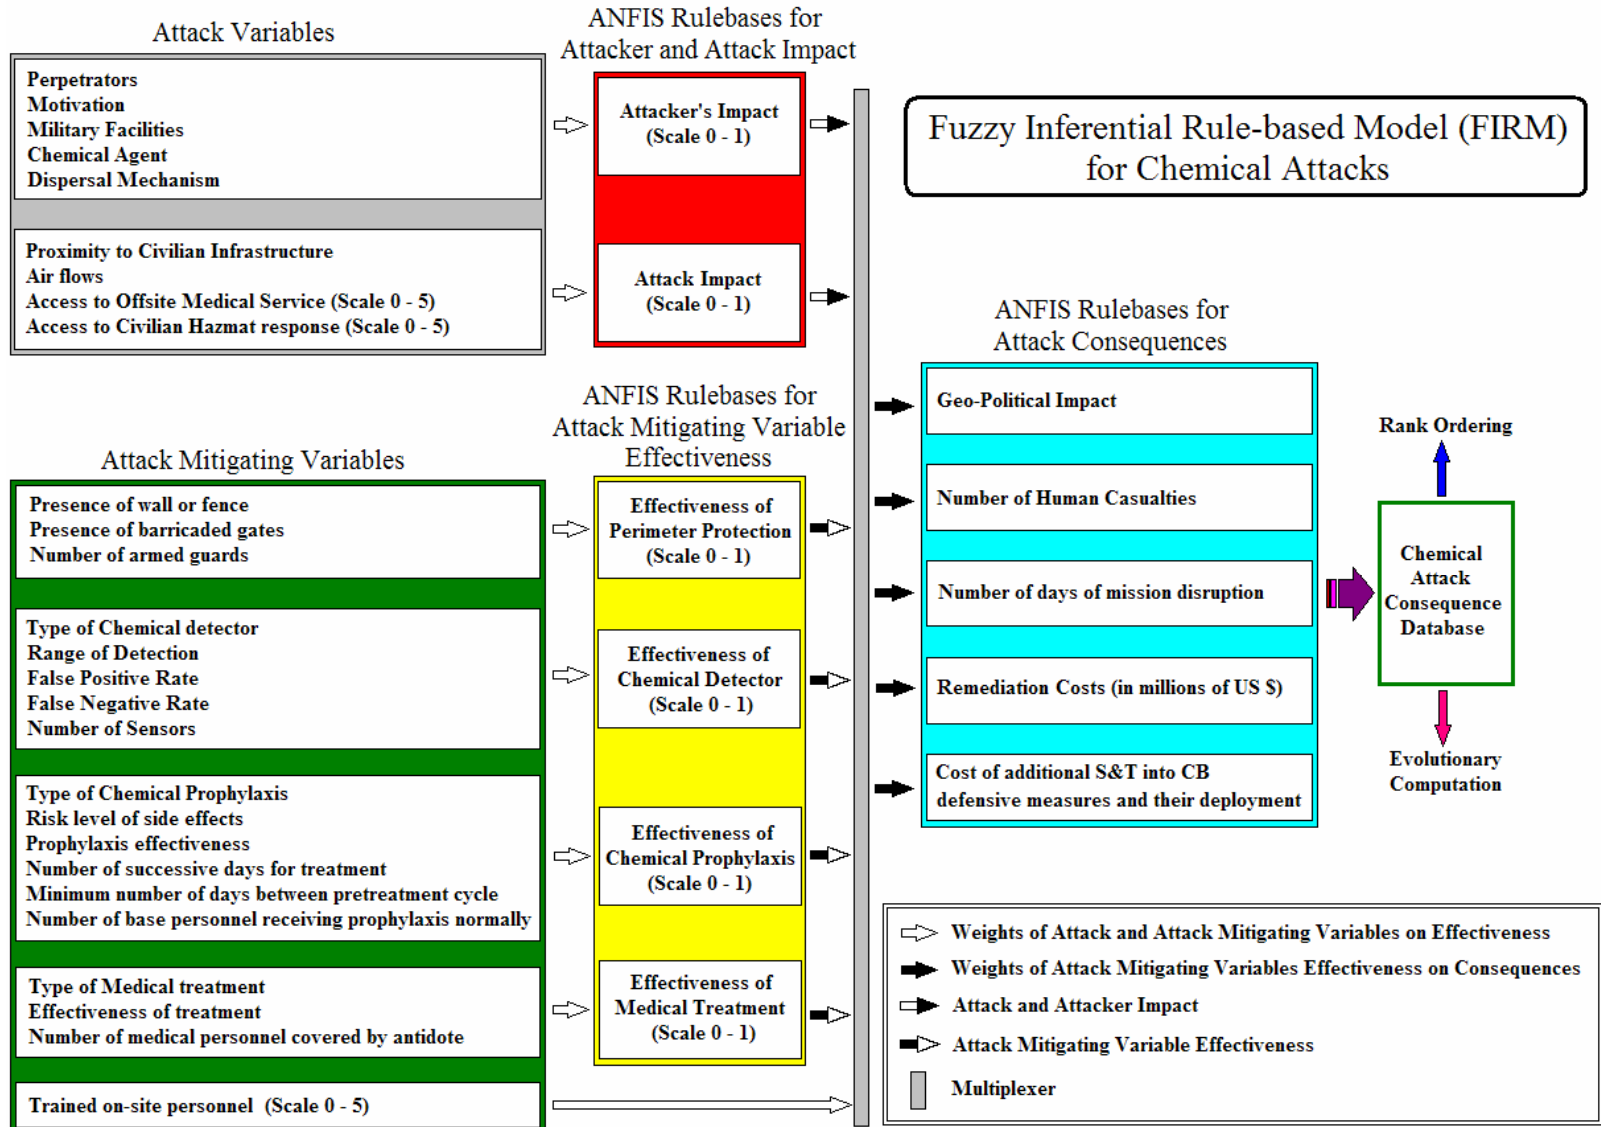 Attack Variables
Perpetrators
Motivation
Military Facilities
Chemical Agent
Dispersal Mechanism
Proximity to Civilian Infrastructure
Air flows
Access to Offsite Medical Service (Scale 0 - 5)
Access to Civilian Hazmat response (Scale 0 - 5)
ANFIS Rulebases for
Attacker and Attack Impact
Attacker's Impact
(Scale 0 - 1)
Attack Impact
(Scale 0 - 1)
Fuzzy Inferential Rule-based Model (FIRM)
for Chemical Attacks
Attack Mitigating Variables
Presence of wall or fence
Presence of barricaded gates
Number of armed guards
Type of Chemical detector
Range of Detection
False Positive Rate
False Negative Rate
Number of Sensors
Type of Chemical Prophylaxis
Risk level of side effects
Prophylaxis effectiveness
Number of successive days for treatment
Minimum number of days between pretreatment cycle
Number of base personnel receiving prophylaxis normally
Type of Medical treatment
Effectiveness of treatment
Number of medical personnel covered by antidote
Trained on-site personnel (Scale 0 - 5)
ANFIS Rulebases for
Attack Mitigating Variable
Effectiveness
Effectiveness of
Perimeter Protection
(Scale 0 - 1)
Effectiveness of
Chemical Detector
(Scale 0 - 1)
Effectiveness of
Chemical Prophylaxis
(Scale 0 - 1)
Effectiveness of
Medical Treatment
(Scale 0 - 1)
ANFIS Rulebases for
Attack Consequences
Geo-Political Impact
Number of Human Casualties
Number of days of mission disruption
Remediation Costs (in millions of US $)
Cost of additional S&T into CB
defensive measures and their deployment
Rank Ordering
Chemical
Attack
Consequence
Database
Evolutionary
Computation
Weights of Attack and Attack Mitigating Variables on Effectiveness
Weights of Attack Mitigating Variables Effectiveness on Consequences
Attack and Attacker Impact
Attack Mitigating Variable Effectiveness
Multiplexer